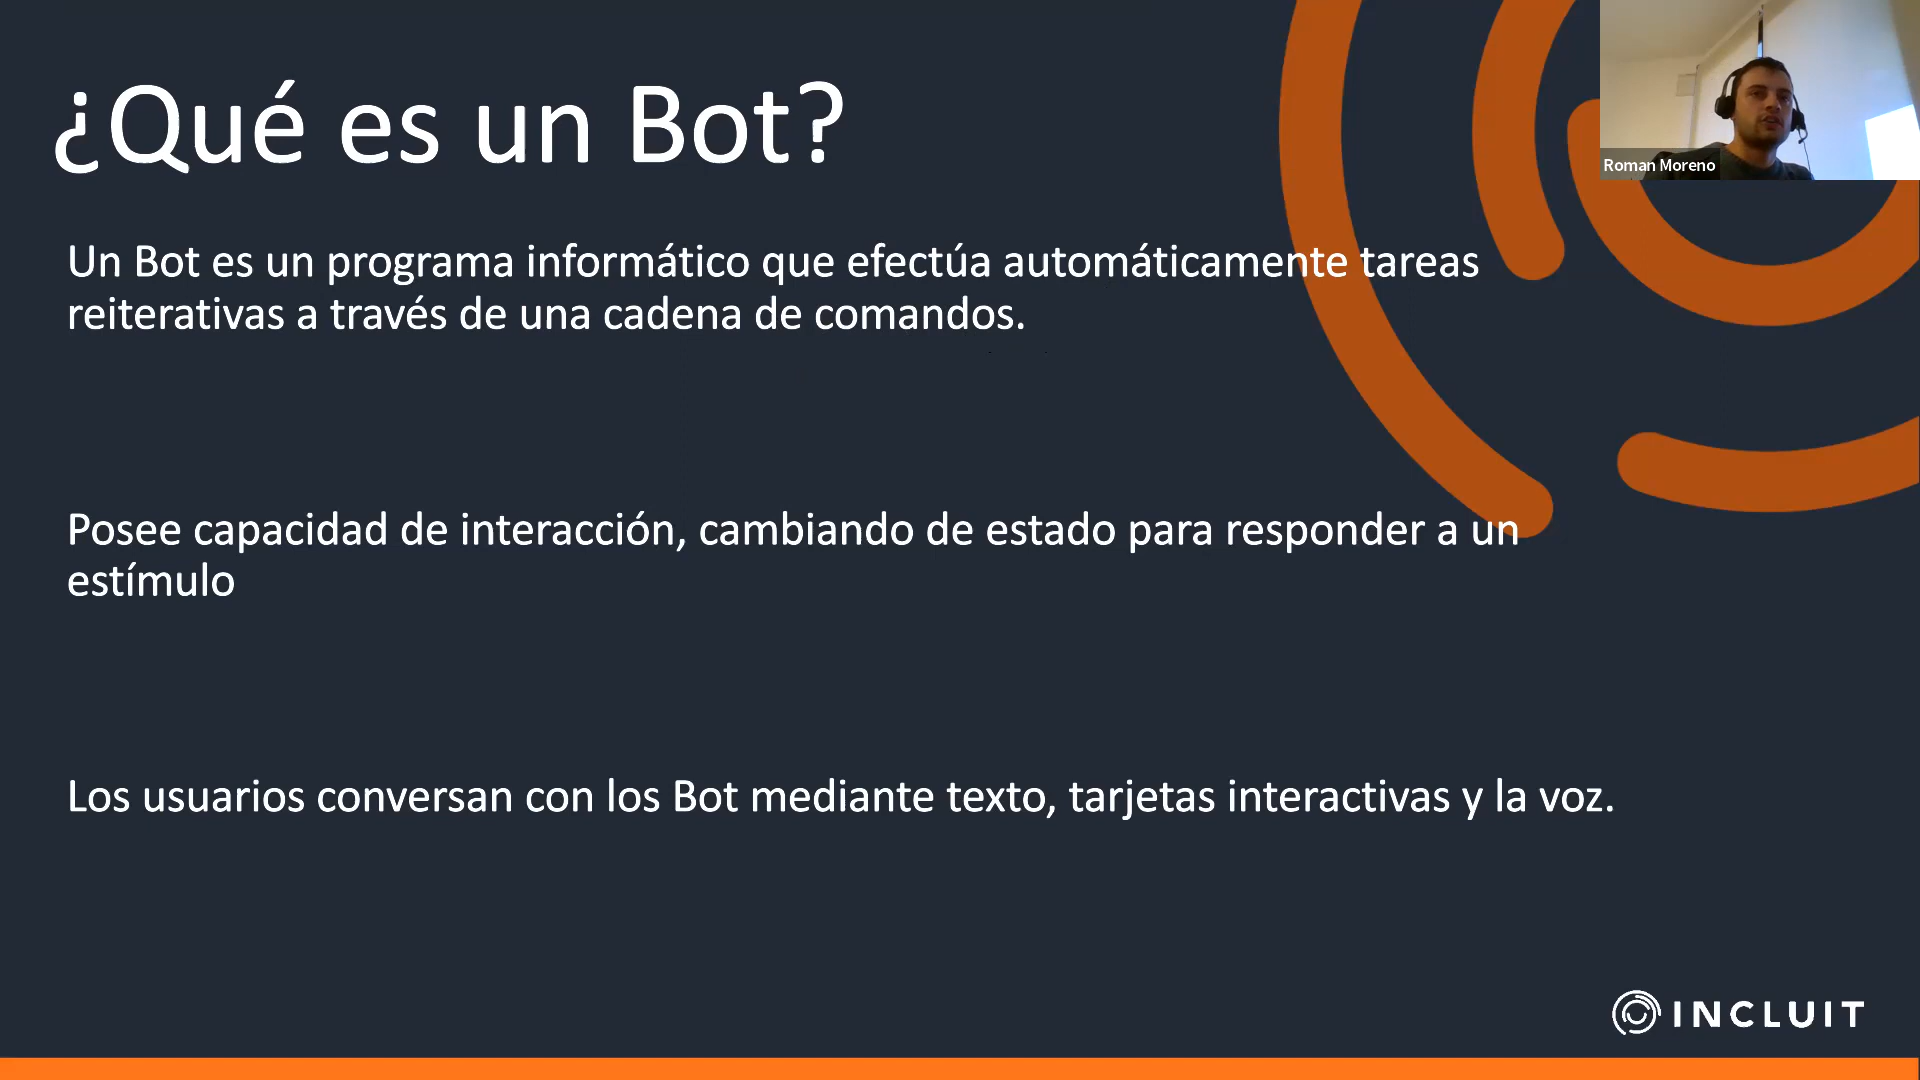 ¿Qué es un Bot?
Roman Moreno
Un Bot es un programa informático que efectúa automáticamente tareas
reiterativas a través de una cadena de comandos.
Posee capacidad de interacción, cambiando de estado para responder a un
estímulo
Los usuarios conversan con los Bot mediante texto, tarjetas interactivas y la voz.
INCLUIT